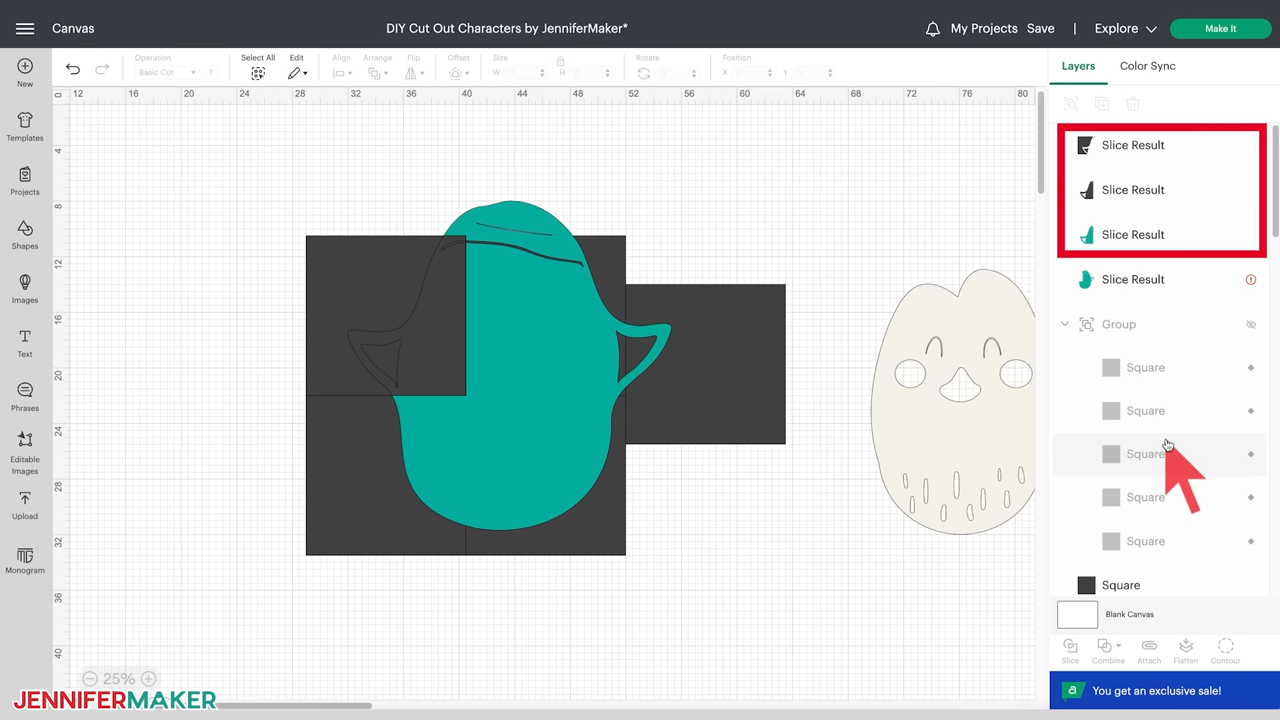 Canvas
DIY Cut Out Characters by JenniferMaker*
My Projects
Save
|
Explore
Make It
New
Templates
Projects
Shapes
Images
Text
Phrases
Editable
Images
Upload
Monogram
Operation
Basic Cut
?
Select All
Edit
Align
Arrange
Flip
Offset
Size
W 0
H 0
Rotate
Position
X 0
Y 0
0 12 16 20 24 28 32 36 40 44 48 52 56 60 64 68 72 76 80
4
8
12
16
20
24
28
32
36
40
25%
JENNIFERMAKER
Layers
Color Sync
Slice Result
Slice Result
Slice Result
Slice Result
Group
Square
Square
Square
Square
Square
Square
Blank Canvas
Slice
Combine
Attach
Flatten
Contour
a
You get an exclusive sale!